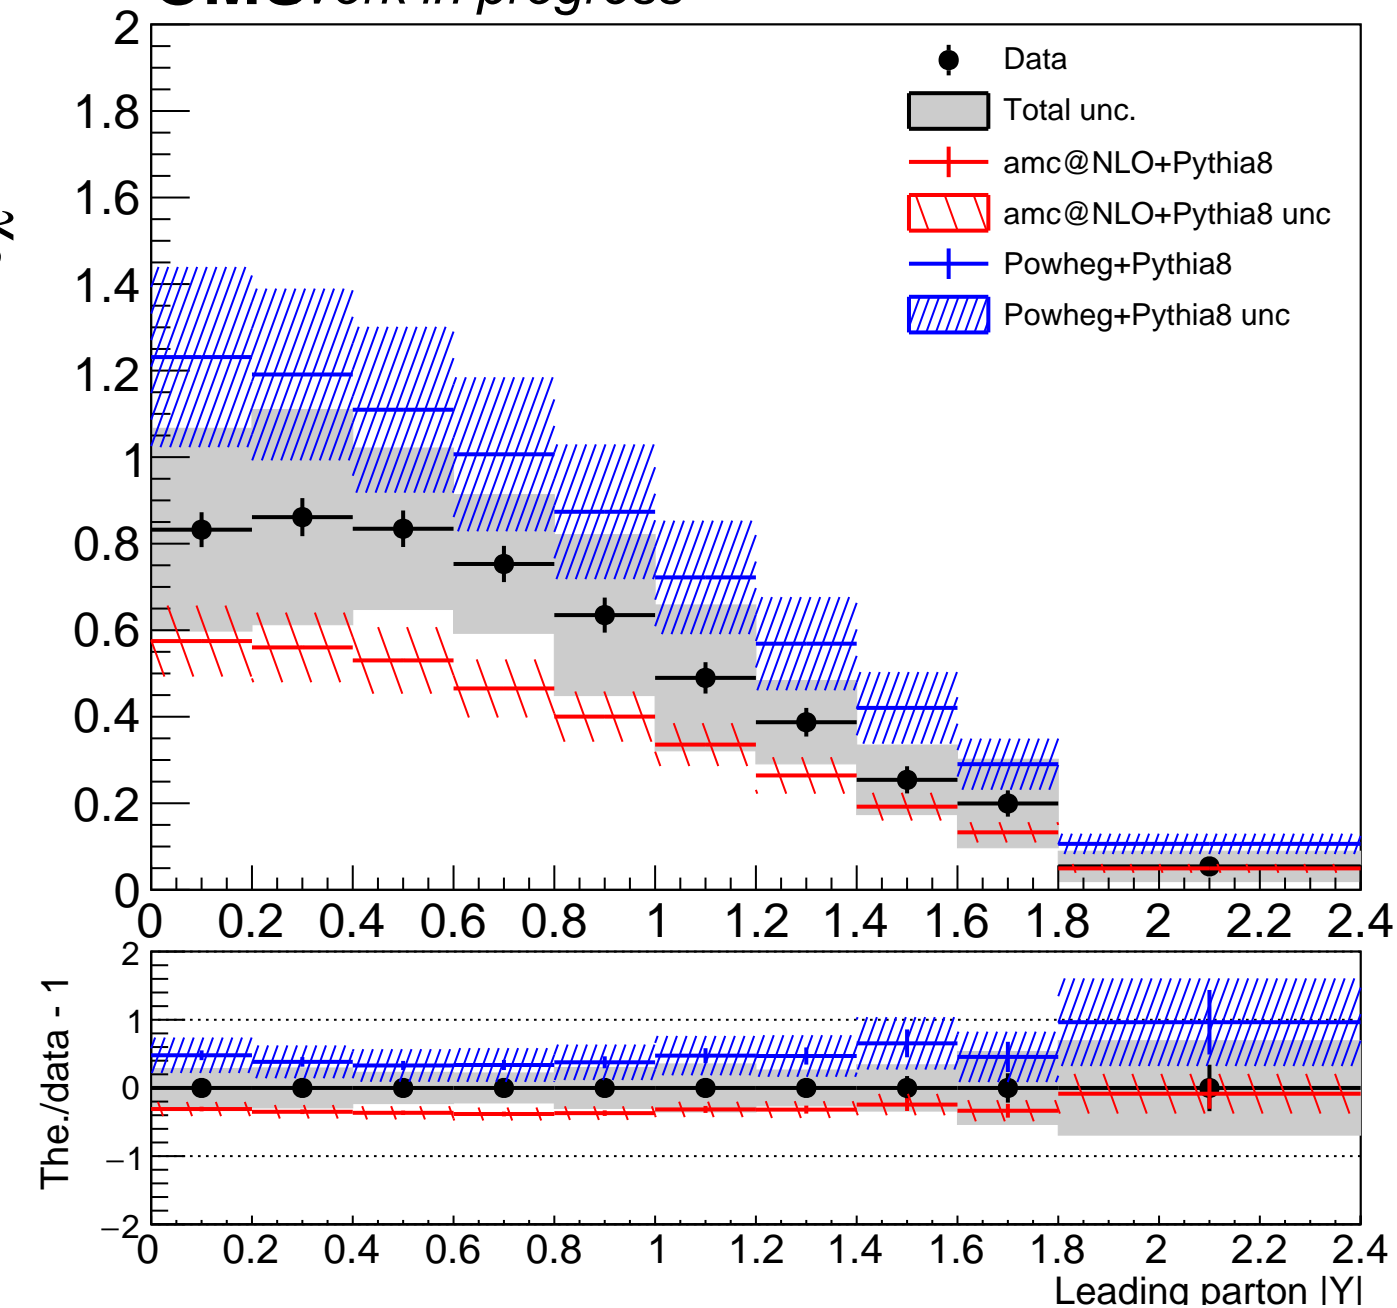 CMS Work in progress
2
1.8
1.6
1.4
1.2
1
0.8
0.6
0.4
0.2
0
Data
Total unc.
amc@NLO+Pythia8
amc@NLO+Pythia8 unc
Powheg+Pythia8
Powheg+Pythia8 unc
0 0.2 0.4 0.6 0.8 1 1.2 1.4 1.6 1.8 2 2.2 2.4
The./data - 1
2
1
0
−1
−2
0 0.2 0.4 0.6 0.8 1 1.2 1.4 1.6 1.8 2 2.2 2.4
Leading parton |Y|